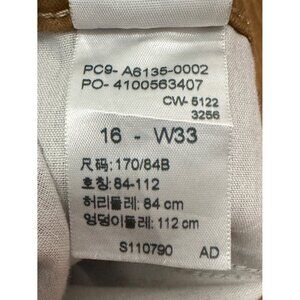 PC9- A6135-0002
PO- 4100563407
CW- 5122
3256
16 - W33
尺码: 170/84B
호칭: 84-112
허리둘레: 84 cm
엉덩이둘레: 112 cm
S110790 AD